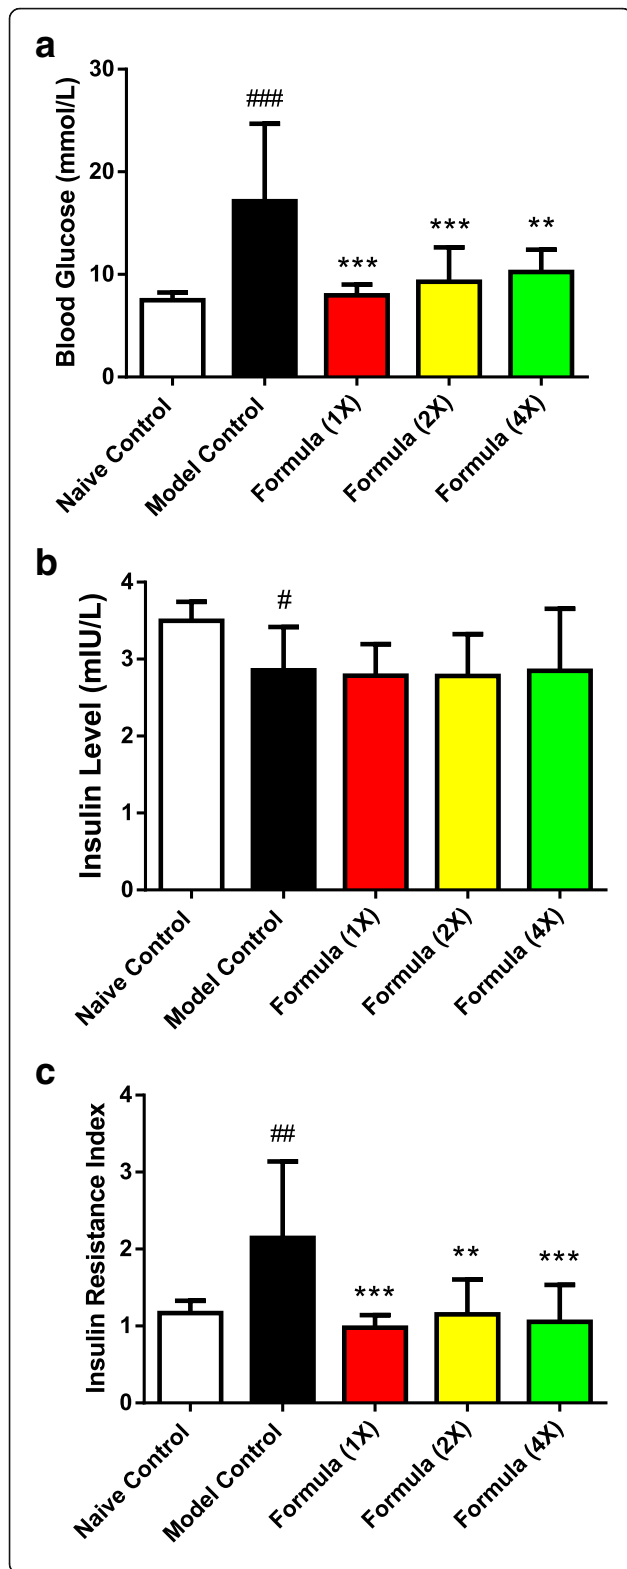 a
Blood Glucose (mmol/L)
30
20
10
0
###
***
***
**
Naive Control
Model Control
Formula (1X)
Formula (2X)
Formula (4X)
b
Insulin Level (mIU/L)
4
3
2
1
0
#
Naive Control
Model Control
Formula (1X)
Formula (2X)
Formula (4X)
c
Insulin Resistance Index
4
3
2
1
0
##
***
**
***
Naive Control
Model Control
Formula (1X)
Formula (2X)
Formula (4X)